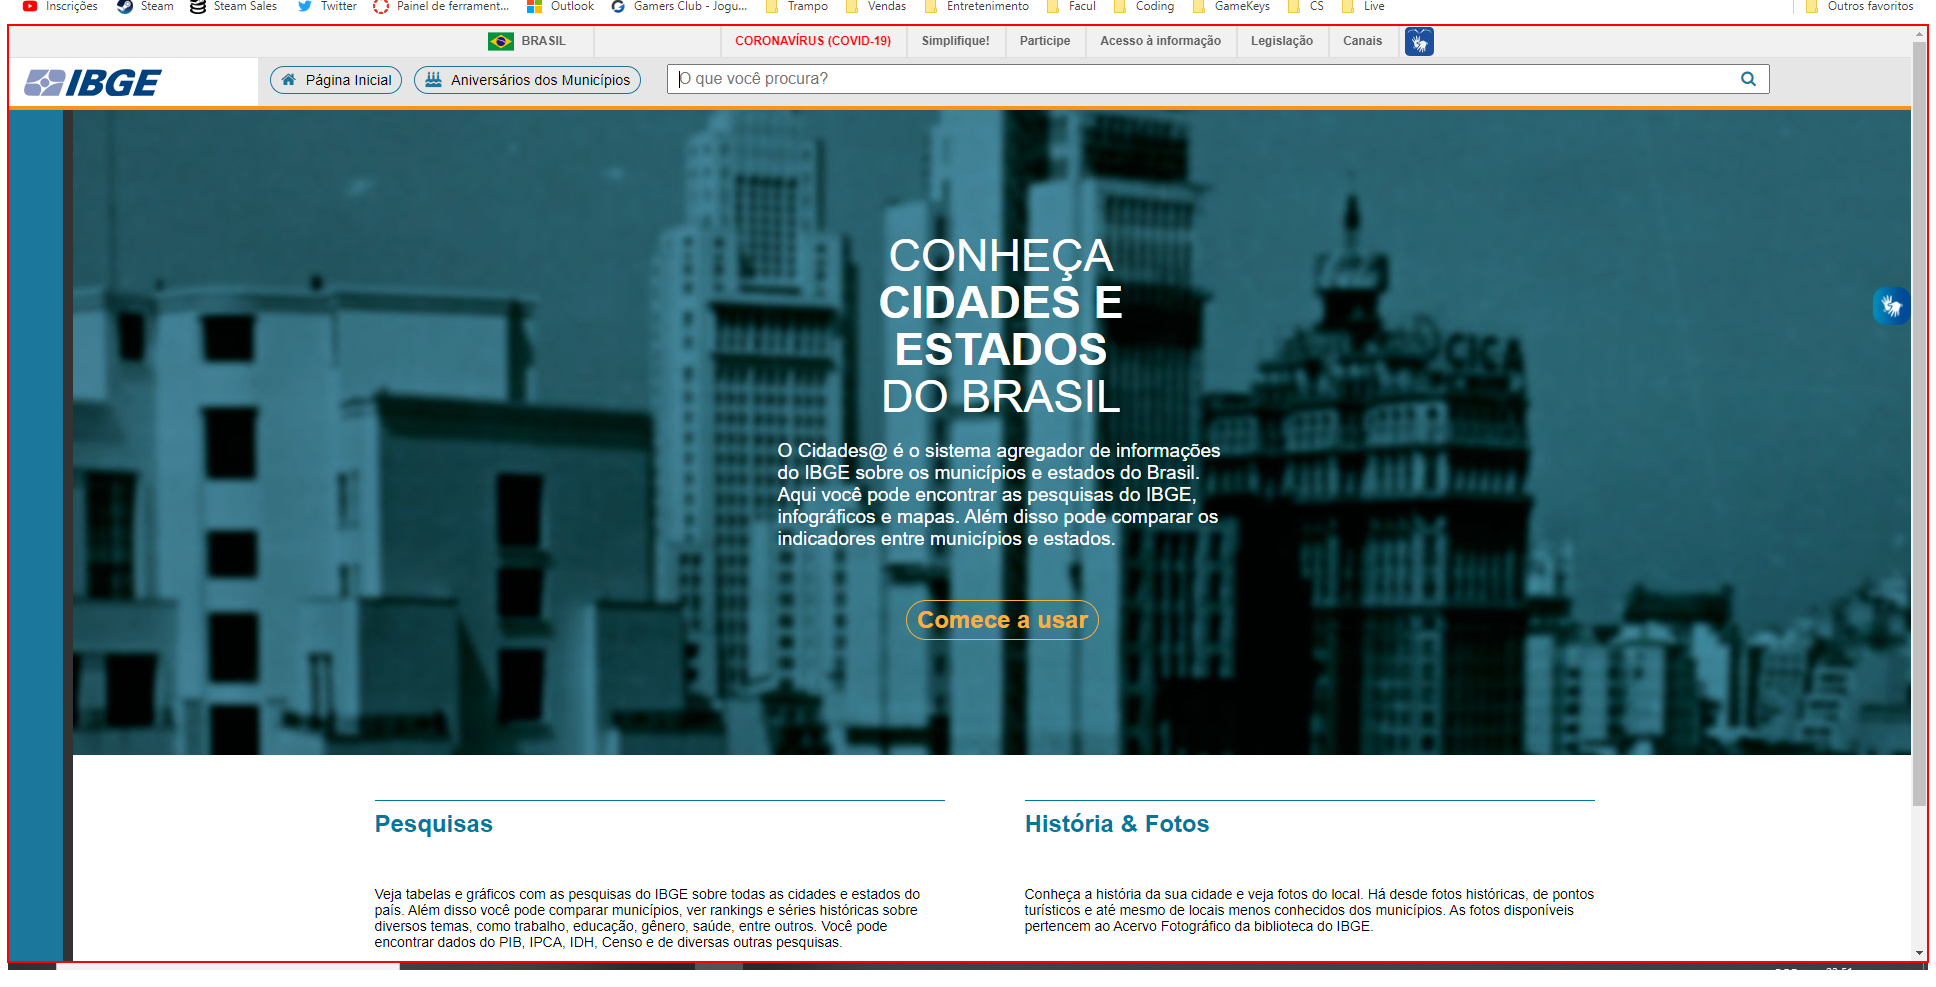 Inscrições Steam Steam Sales Twitter Painel de ferrament... Outlook Gamers Club - Jogu... Trampo Vendas Entretenimento Facul Coding GameKeys CS Live Outros favoritos
BRASIL CORONAVÍRUS (COVID-19) Simplifique! Participe Acesso à informação Legislação Canais
IBGE Página Inicial Aniversários dos Municípios O que você procura?
CONHEÇA
CIDADES E
ESTADOS
DO BRASIL
CICA
O Cidades@ é o sistema agregador de informações
do IBGE sobre os municípios e estados do Brasil.
Aqui você pode encontrar as pesquisas do IBGE,
infográficos e mapas. Além disso pode comparar os
indicadores entre municípios e estados.
Comece a usar
Pesquisas
Veja tabelas e gráficos com as pesquisas do IBGE sobre todas as cidades e estados do
país. Além disso você pode comparar municípios, ver rankings e séries históricas sobre
diversos temas, como trabalho, educação, gênero, saúde, entre outros. Você pode
encontrar dados do PIB, IPCA, IDH, Censo e de diversas outras pesquisas.
História & Fotos
Conheça a história da sua cidade e veja fotos do local. Há desde fotos históricas, de pontos
turísticos e até mesmo de locais menos conhecidos dos municípios. As fotos disponíveis
pertencem ao Acervo Fotográfico da biblioteca do IBGE.